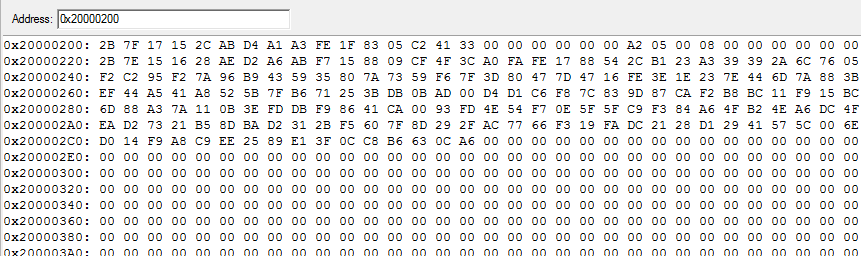 Address: 0x20000200
0x20000200: 2B 7F 17 15 2C AB D4 A1 A3 FE 1F 83 05 C2 41 33 00 00 00 00 00 00 A2 05 00 08 00 00 00 00 00 00
0x20000220: 2B 7E 15 16 28 AE D2 A6 AB F7 15 88 09 CF 4F 3C A0 FA FE 17 88 54 2C B1 23 A3 39 39 2A 6C 76 05
0x20000240: F2 C2 95 F2 7A 96 B9 43 59 35 80 7A 73 59 F6 7F 3D 80 47 7D 47 16 FE 3E 1E 23 7E 44 6D 7A 88 3B
0x20000260: EF 44 A5 41 A8 52 5B 7F B6 71 25 3B DB 0B AD 00 D4 D1 C6 F8 7C 83 9D 87 CA F2 B8 BC 11 F9 15 BC
0x20000280: 6D 88 A3 7A 11 0B 3E FD DB F9 86 41 CA 00 93 FD 4E 54 F7 0E 5F 5F C9 F3 84 A6 4F B2 4E A6 DC 4F
0x200002A0: EA D2 73 21 B5 8D BA D2 31 2B F5 60 7F 8D 29 2F AC 77 66 F3 19 FA DC 21 28 D1 29 41 57 5C 00 6E
0x200002C0: D0 14 F9 A8 C9 EE 25 89 E1 3F 0C C8 B6 63 0C A6 00 00 00 00 00 00 00 00 00 00 00 00 00 00 00 00
0x200002E0: 00 00 00 00 00 00 00 00 00 00 00 00 00 00 00 00 00 00 00 00 00 00 00 00 00 00 00 00 00 00 00 00
0x20000300: 00 00 00 00 00 00 00 00 00 00 00 00 00 00 00 00 00 00 00 00 00 00 00 00 00 00 00 00 00 00 00 00
0x20000320: 00 00 00 00 00 00 00 00 00 00 00 00 00 00 00 00 00 00 00 00 00 00 00 00 00 00 00 00 00 00 00 00
0x20000340: 00 00 00 00 00 00 00 00 00 00 00 00 00 00 00 00 00 00 00 00 00 00 00 00 00 00 00 00 00 00 00 00
0x20000360: 00 00 00 00 00 00 00 00 00 00 00 00 00 00 00 00 00 00 00 00 00 00 00 00 00 00 00 00 00 00 00 00
0x20000380: 00 00 00 00 00 00 00 00 00 00 00 00 00 00 00 00 00 00 00 00 00 00 00 00 00 00 00 00 00 00 00 00
0x200003A0: 00 00 00 00 00 00 00 00 00 00 00 00 00 00 00 00 00 00 00 00 00 00 00 00 00 00 00 00 00 00 00 00